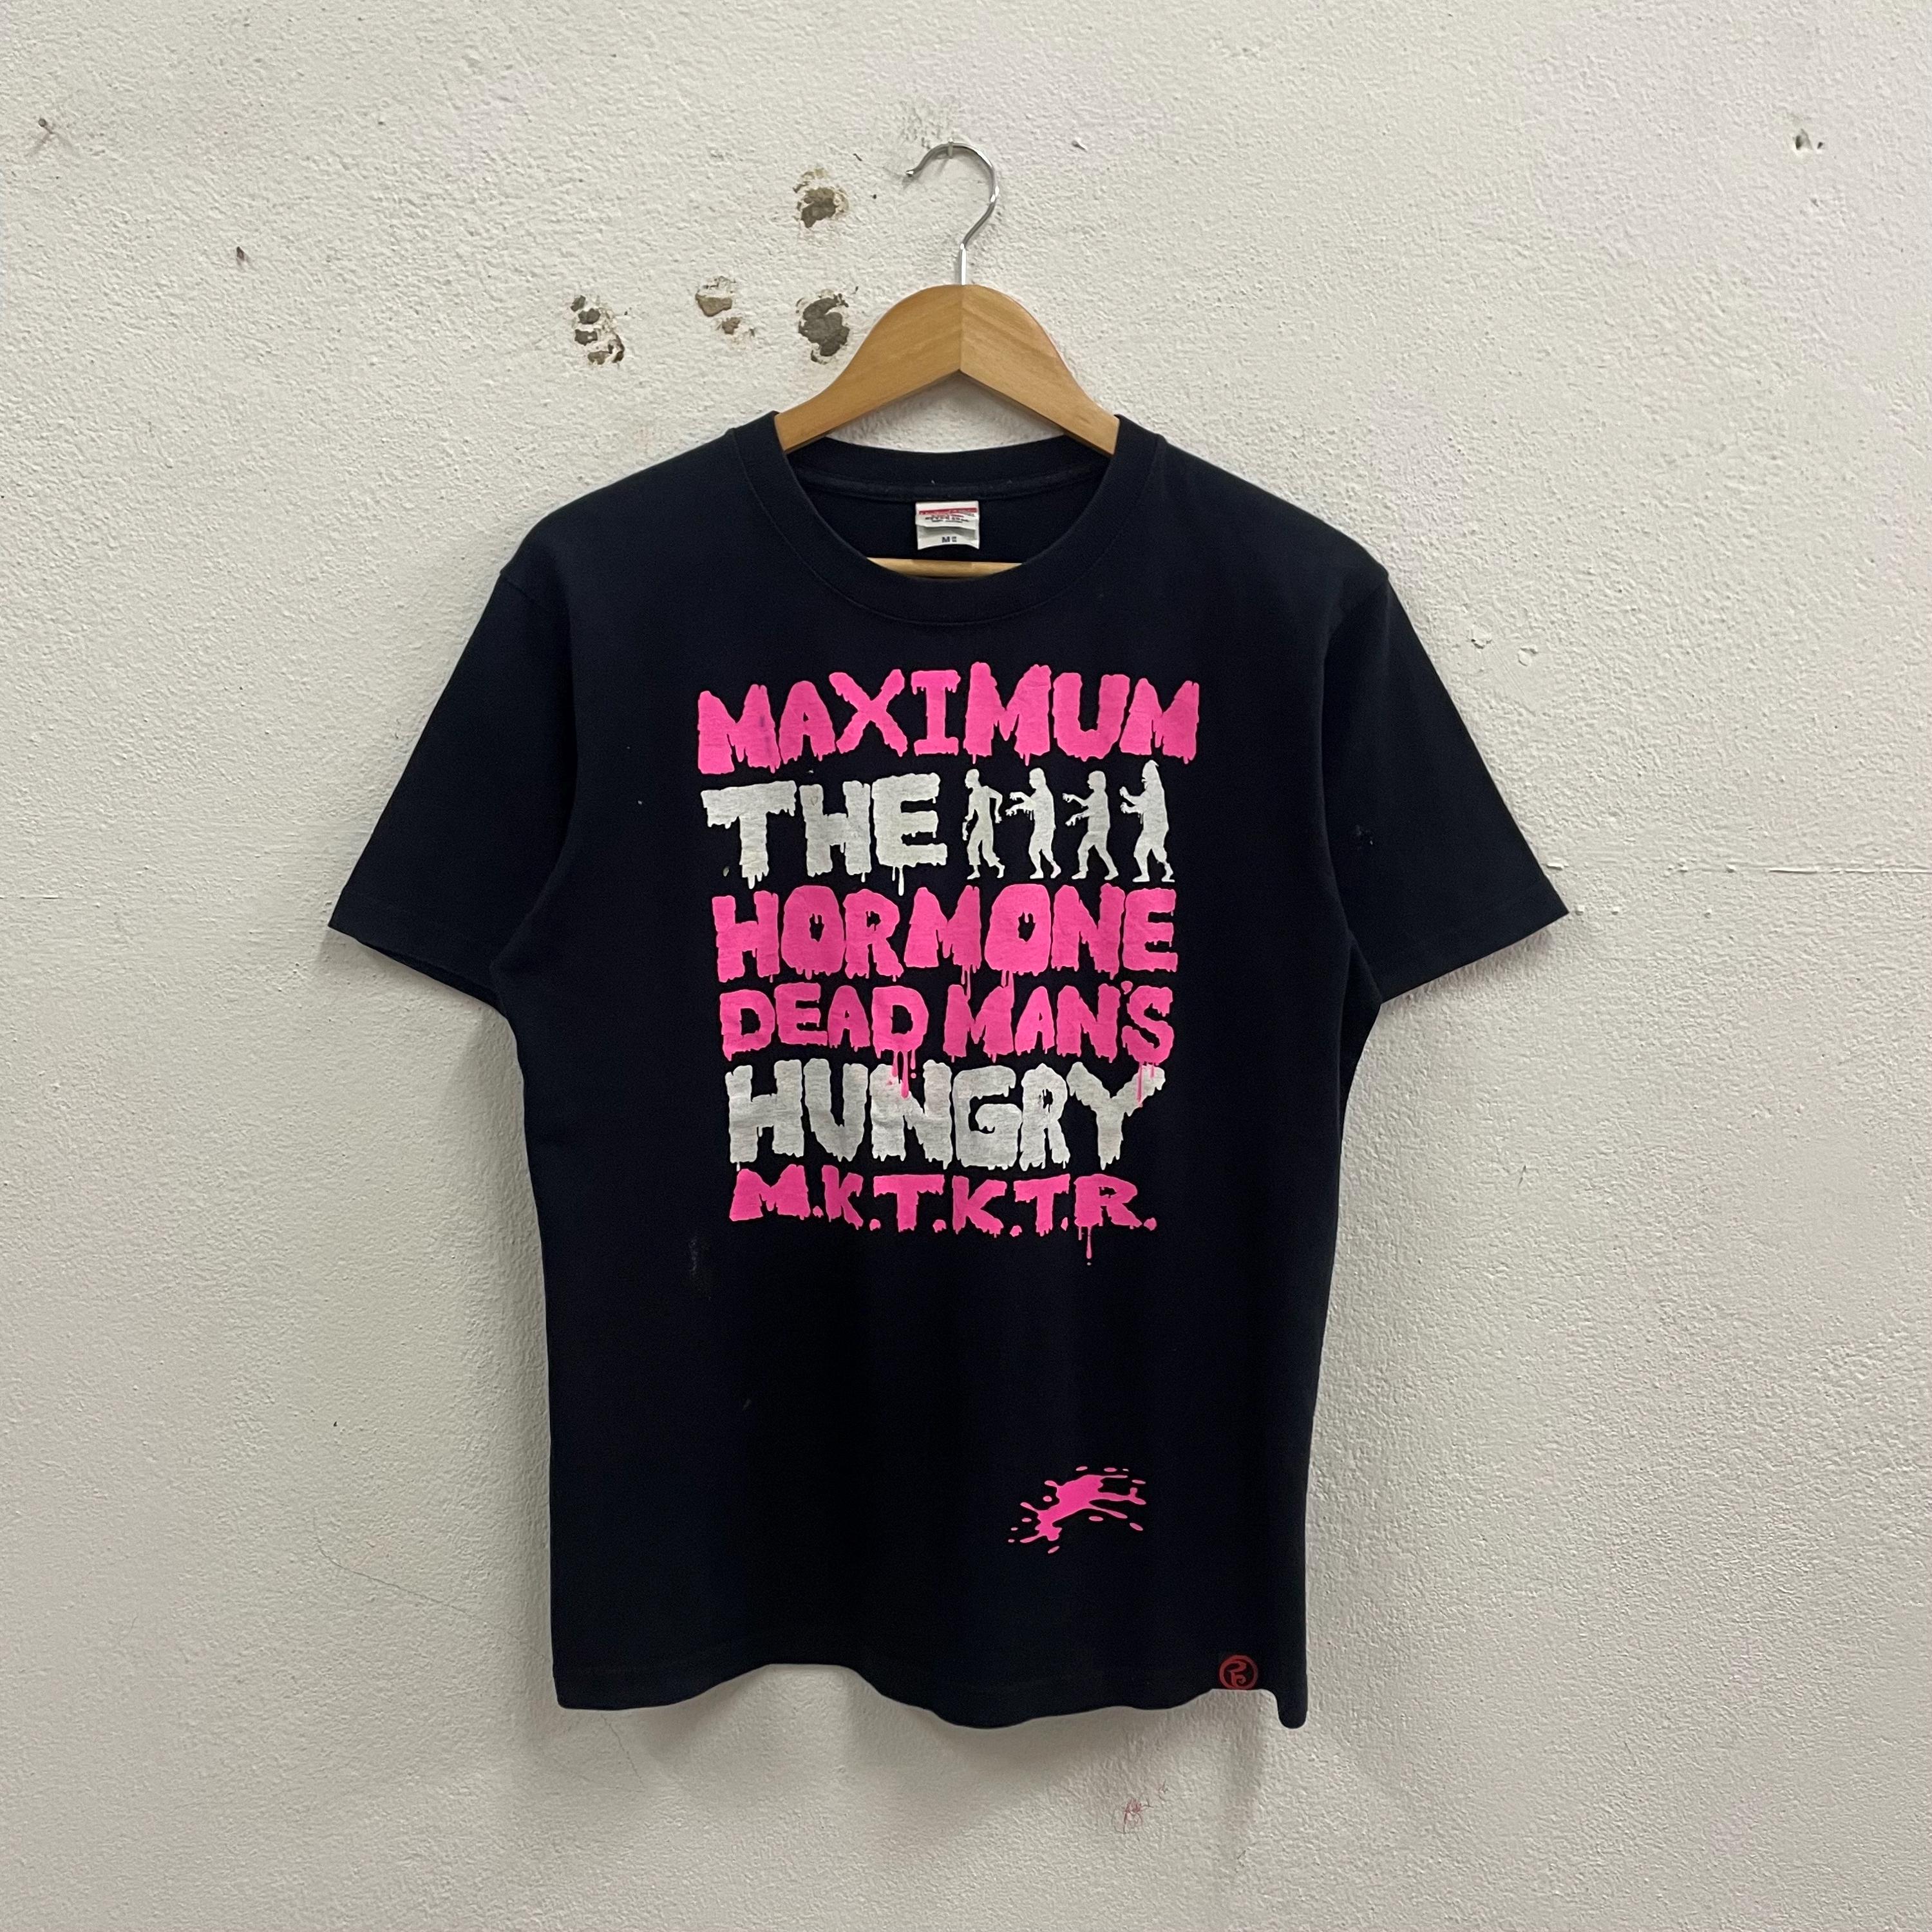 M
MAXIMUM
THE
HORMONE
DEAD MAN'S
HUNGRY
M.K.T.K.T.R.